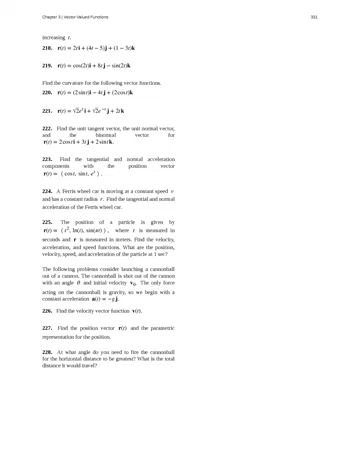 Chapter 3 | Vector-Valued Functions 351
increasing t.
218. r(t) = 2ti + (4t − 5)j + (1 − 3t)k
219. r(t) = cos(2t)i + 8tj − sin(2t)k
Find the curvature for the following vector functions.
220. r(t) = (2 sin t)i − 4tj + (2 cos t)k
221. r(t) = √2eᵗi + √2e⁻ᵗj + 2tk
222. Find the unit tangent vector, the unit normal vector,
and the binormal vector for
r(t) = 2 cos ti + 3tj + 2 sin tk.
223. Find the tangential and normal acceleration
components with the position vector
r(t) = ⟨ cos t, sin t, eᵗ ⟩.
224. A Ferris wheel car is moving at a constant speed v
and has a constant radius r. Find the tangential and normal
acceleration of the Ferris wheel car.
225. The position of a particle is given by
r(t) = ⟨ t², ln(t), sin(πt) ⟩, where t is measured in
seconds and r is measured in meters. Find the velocity,
acceleration, and speed functions. What are the position,
velocity, speed, and acceleration of the particle at 1 sec?
The following problems consider launching a cannonball
out of a cannon. The cannonball is shot out of the cannon
with an angle θ and initial velocity v₀. The only force
acting on the cannonball is gravity, so we begin with a
constant acceleration a(t) = −gj.
226. Find the velocity vector function v(t).
227. Find the position vector r(t) and the parametric
representation for the position.
228. At what angle do you need to fire the cannonball
for the horizontal distance to be greatest? What is the total
distance it would travel?